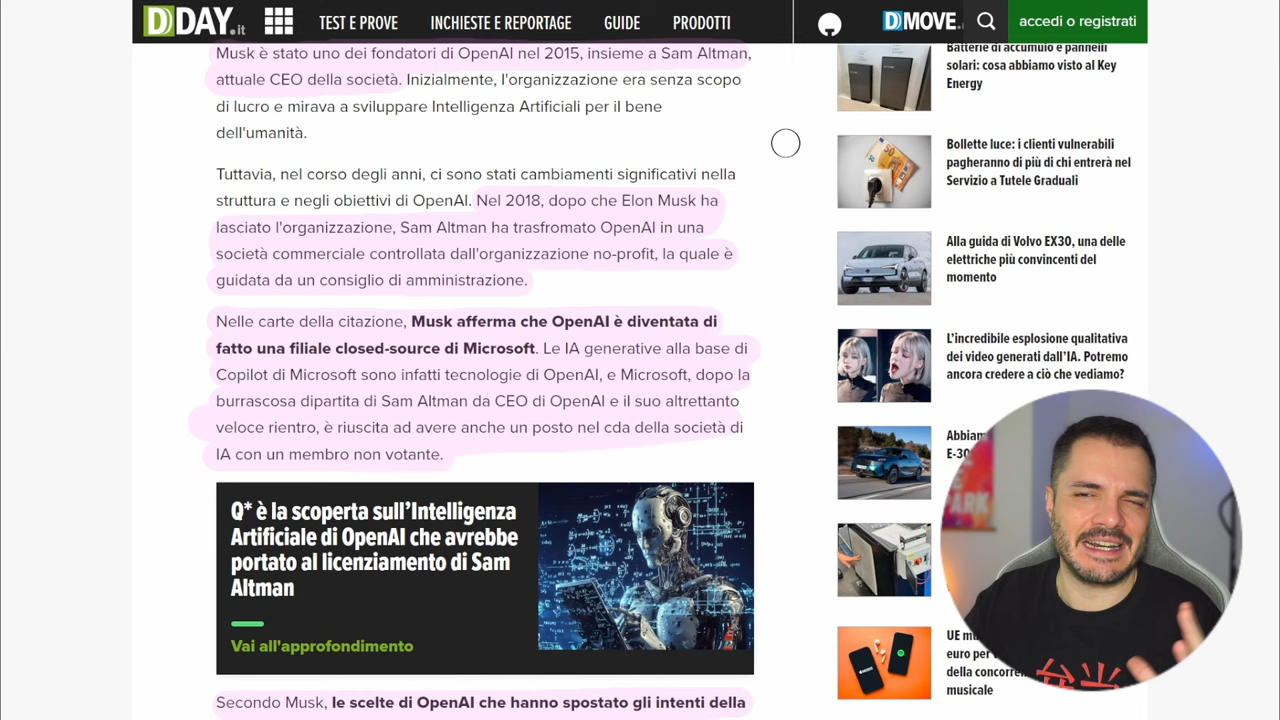 DDAY.it
TEST E PROVE
INCHIESTE E REPORTAGE
GUIDE
PRODOTTI
DMOVE.
accedi o registrati
Musk è stato uno dei fondatori di OpenAI nel 2015, insieme a Sam Altman,
attuale CEO della società. Inizialmente, l'organizzazione era senza scopo
di lucro e mirava a sviluppare Intelligenza Artificiali per il bene
dell'umanità.
Tuttavia, nel corso degli anni, ci sono stati cambiamenti significativi nella
struttura e negli obiettivi di OpenAI. Nel 2018, dopo che Elon Musk ha
lasciato l'organizzazione, Sam Altman ha trasfromato OpenAI in una
società commerciale controllata dall'organizzazione no-profit, la quale è
guidata da un consiglio di amminstrazione.
Nelle carte della citazione, Musk afferma che OpenAI è diventata di
fatto una filiale closed-source di Microsoft. Le IA generative alla base di
Copilot di Microsoft sono infatti tecnologie di OpenAI, e Microsoft, dopo la
burrascosa dipartita di Sam Altman da CEO di OpenAI e il suo altrettanto
veloce rientro, è riuscita ad avere anche un posto nel cda della società di
IA con un membro non votante.
Q* è la scoperta sull'Intelligenza
Artificiale di OpenAI che avrebbe
portato al licenziamento di Sam
Altman
Vai all'approfondimento
Secondo Musk, le scelte di OpenAI che hanno spostato gli intenti della
Batterie di accumulo e pannelli
solari: cosa abbiamo visto al Key
Energy
Bollette luce: i clienti vulnerabili
pagheranno di più di chi entrerà nel
Servizio a Tutele Graduali
Alla guida di Volvo EX30, una delle
elettriche più convincenti del
momento
L'incredibile esplosione qualitativa
dei video generati dall'IA. Potremo
ancora credere a ciò che vediamo?
Abbiam
E-30
UE mu
euro per
della concorren
musicale
弁当